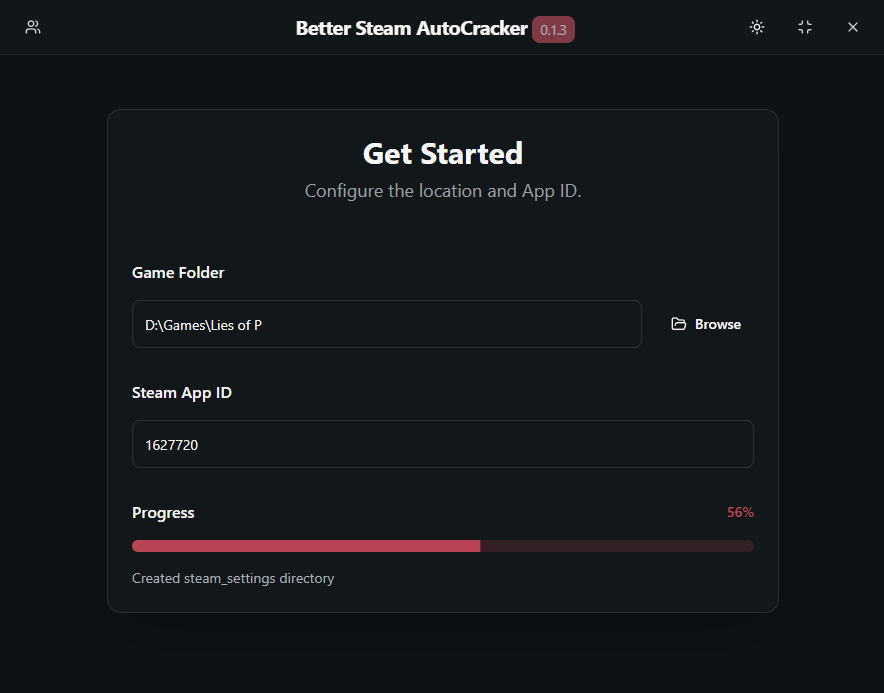 Better Steam AutoCracker 0.1.3
Get Started
Configure the location and App ID.
Game Folder
D:\Games\Lies of P
Browse
Steam App ID
1627720
Progress
56%
Created steam_settings directory